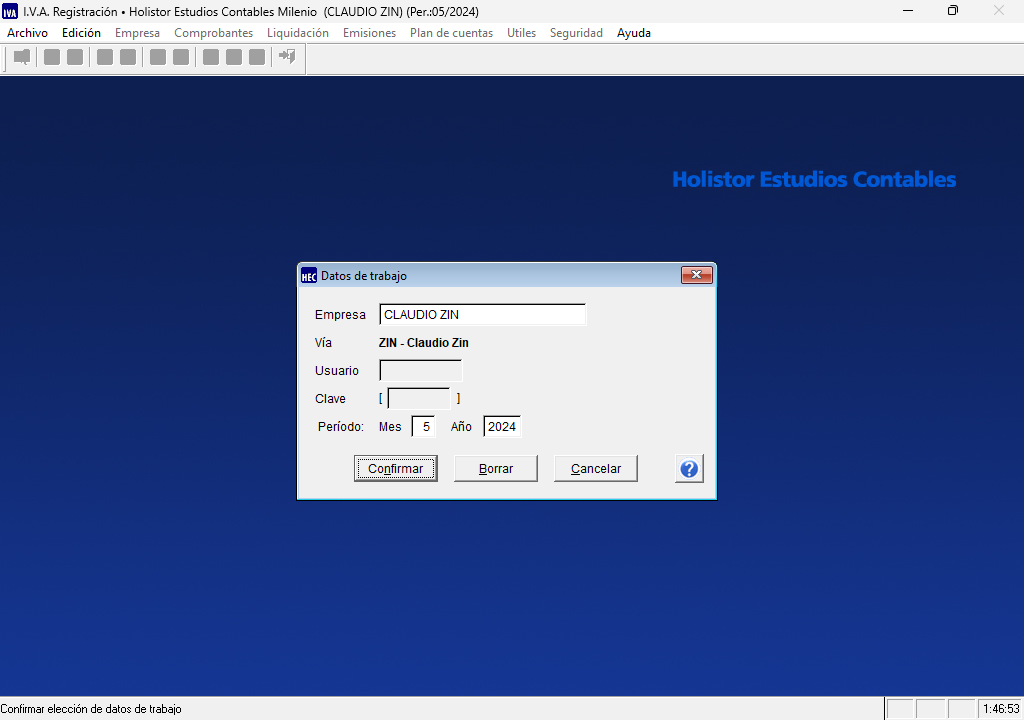 IVA I.V.A. Registración • Holistor Estudios Contables Milenio (CLAUDIO ZIN) (Per.:05/2024)
Archivo Edición Empresa Comprobantes Liquidación Emisiones Plan de cuentas Utiles Seguridad Ayuda
Holistor Estudios Contables
HEC Datos de trabajo
Empresa CLAUDIO ZIN
Vía ZIN - Claudio Zin
Usuario
Clave [ ]
Período: Mes 5 Año 2024
Confirmar Borrar Cancelar ?
Confirmar elección de datos de trabajo 1:46:53